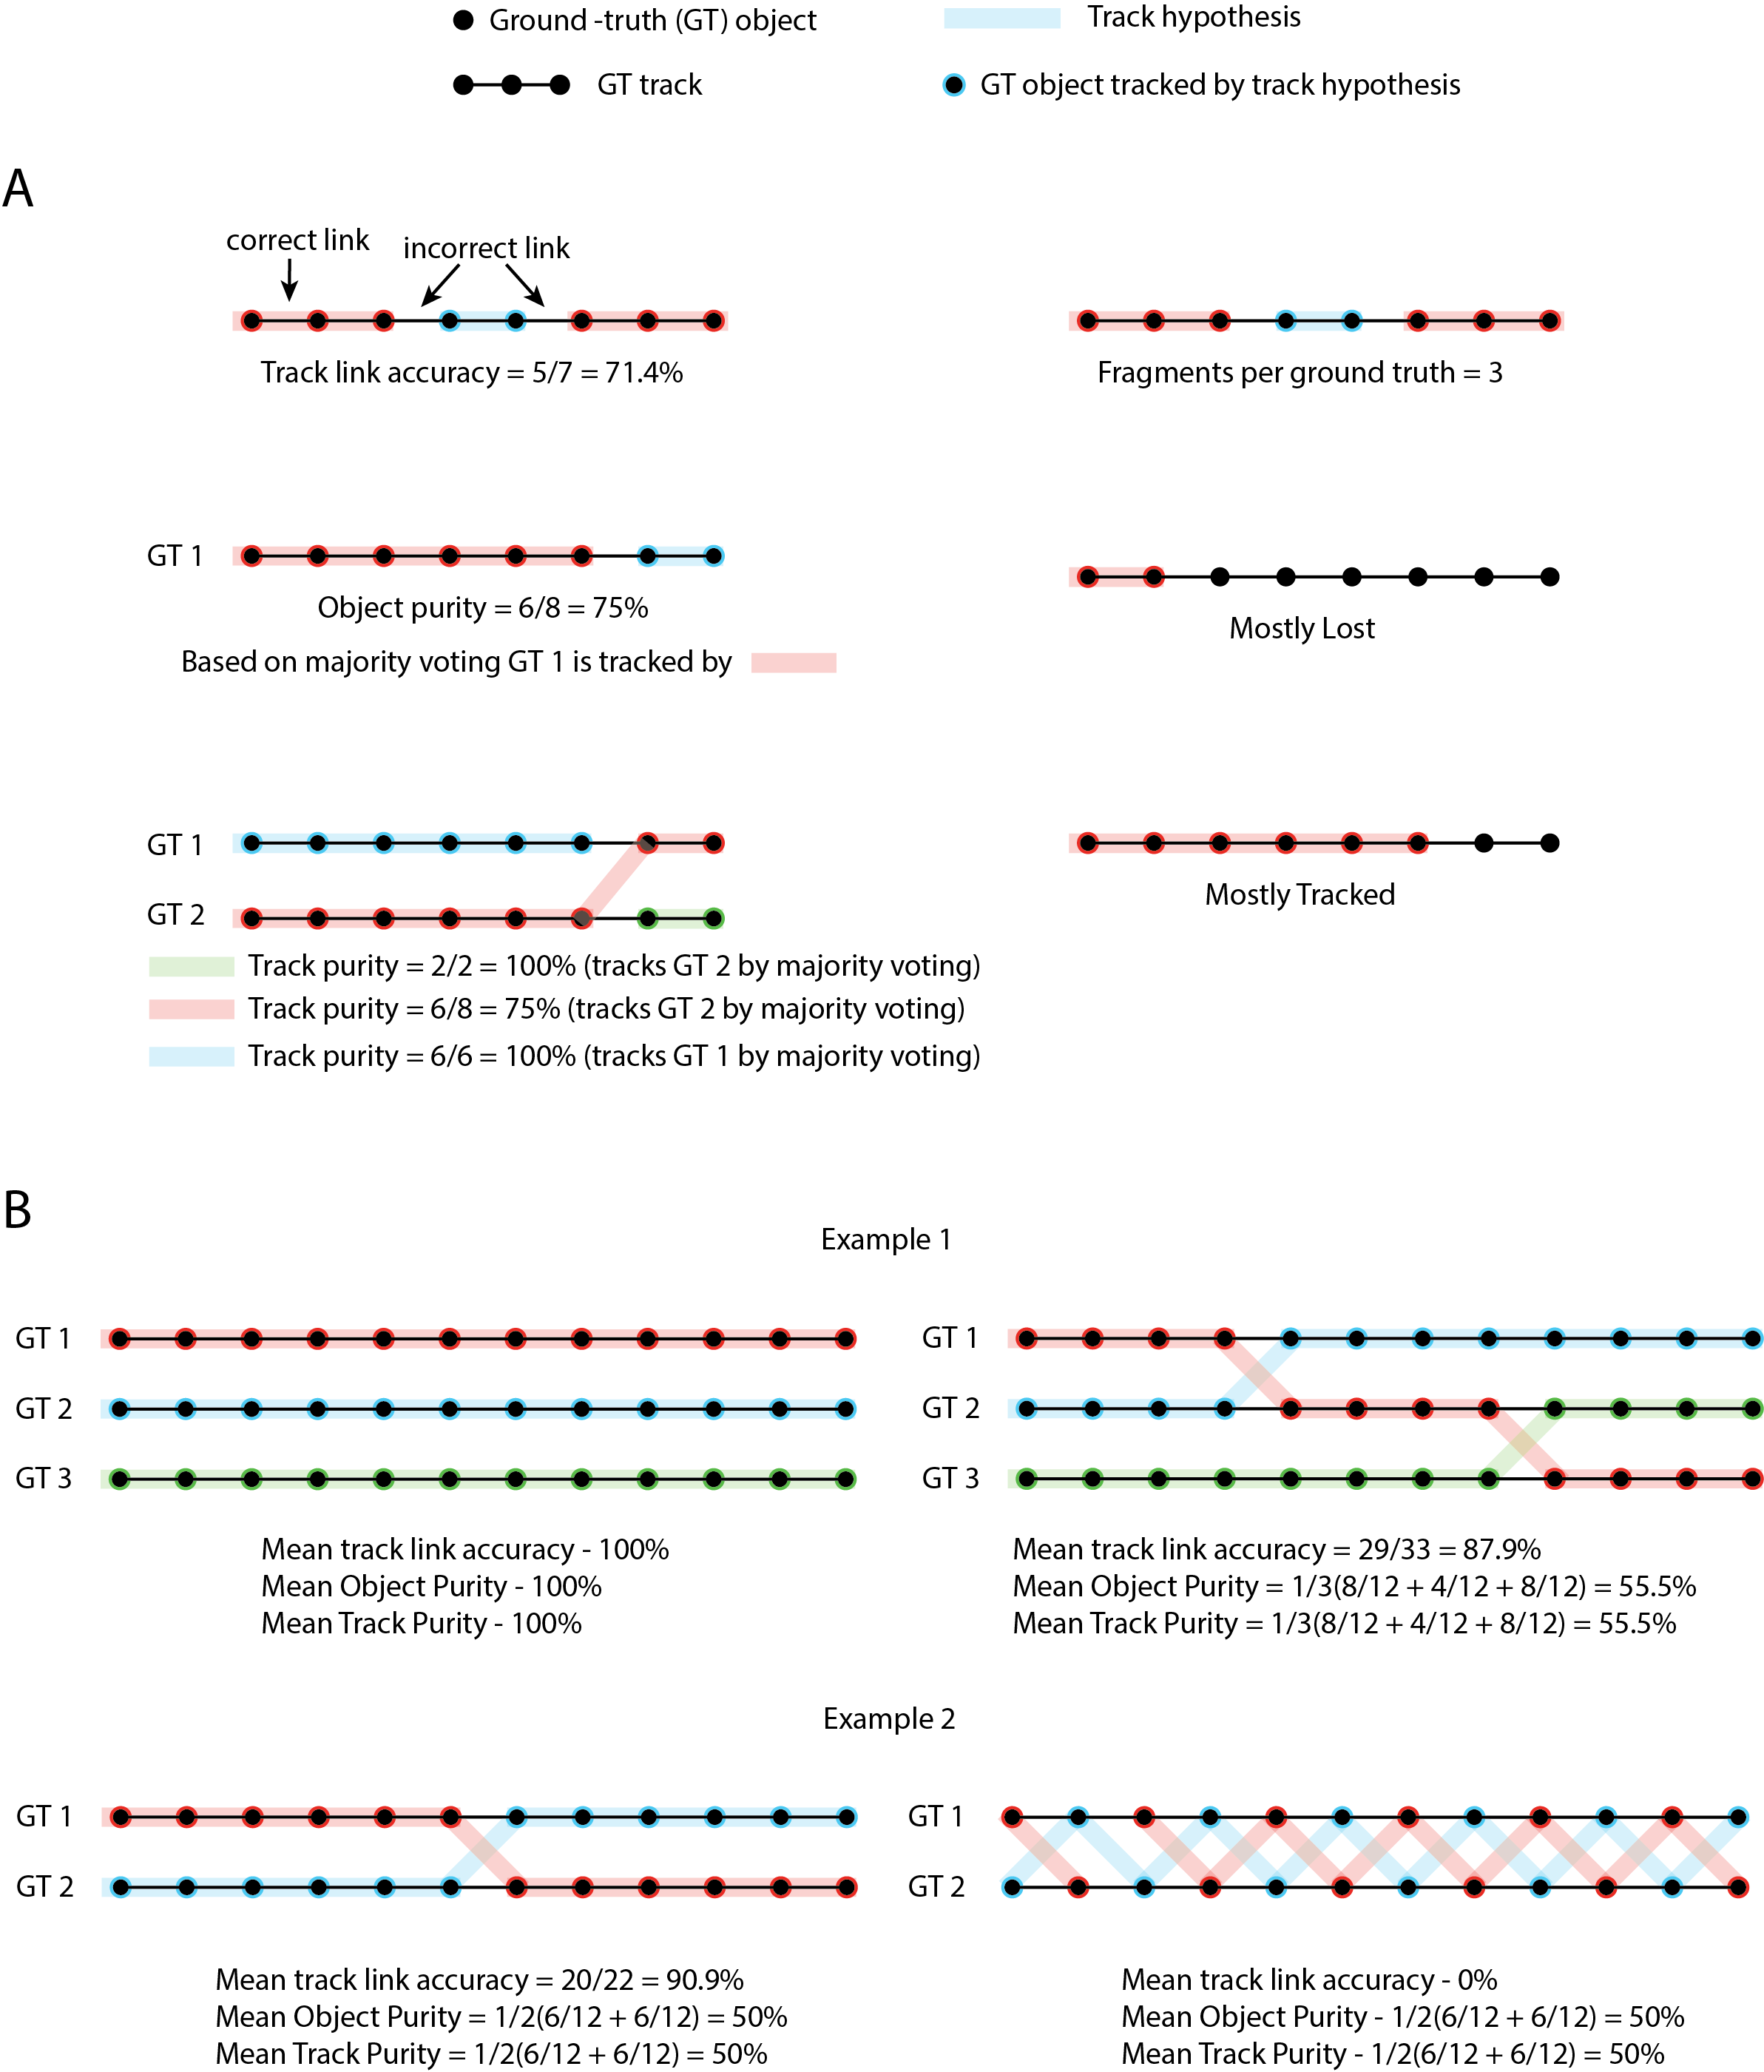 Ground -truth (GT) object
Track hypothesis
GT track
GT object tracked by track hypothesis
A
correct link
incorrect link
Track link accuracy = 5/7 = 71.4%
Fragments per ground truth = 3
GT 1
Object purity = 6/8 = 75%
Based on majority voting GT 1 is tracked by
Mostly Lost
GT 1
GT 2
Mostly Tracked
Track purity = 2/2 = 100% (tracks GT 2 by majority voting)
Track purity = 6/8 = 75% (tracks GT 2 by majority voting)
Track purity = 6/6 = 100% (tracks GT 1 by majority voting)
B
Example 1
GT 1
GT 2
GT 3
Mean track link accuracy - 100%
Mean Object Purity - 100%
Mean Track Purity - 100%
GT 1
GT 2
GT 3
Mean track link accuracy = 29/33 = 87.9%
Mean Object Purity = 1/3(8/12 + 4/12 + 8/12) = 55.5%
Mean Track Purity = 1/3(8/12 + 4/12 + 8/12) = 55.5%
Example 2
GT 1
GT 2
Mean track link accuracy = 20/22 = 90.9%
Mean Object Purity = 1/2(6/12 + 6/12) = 50%
Mean Track Purity = 1/2(6/12 + 6/12) = 50%
GT 1
GT 2
Mean track link accuracy - 0%
Mean Object Purity - 1/2(6/12 + 6/12) = 50%
Mean Track Purity - 1/2(6/12 + 6/12) = 50%